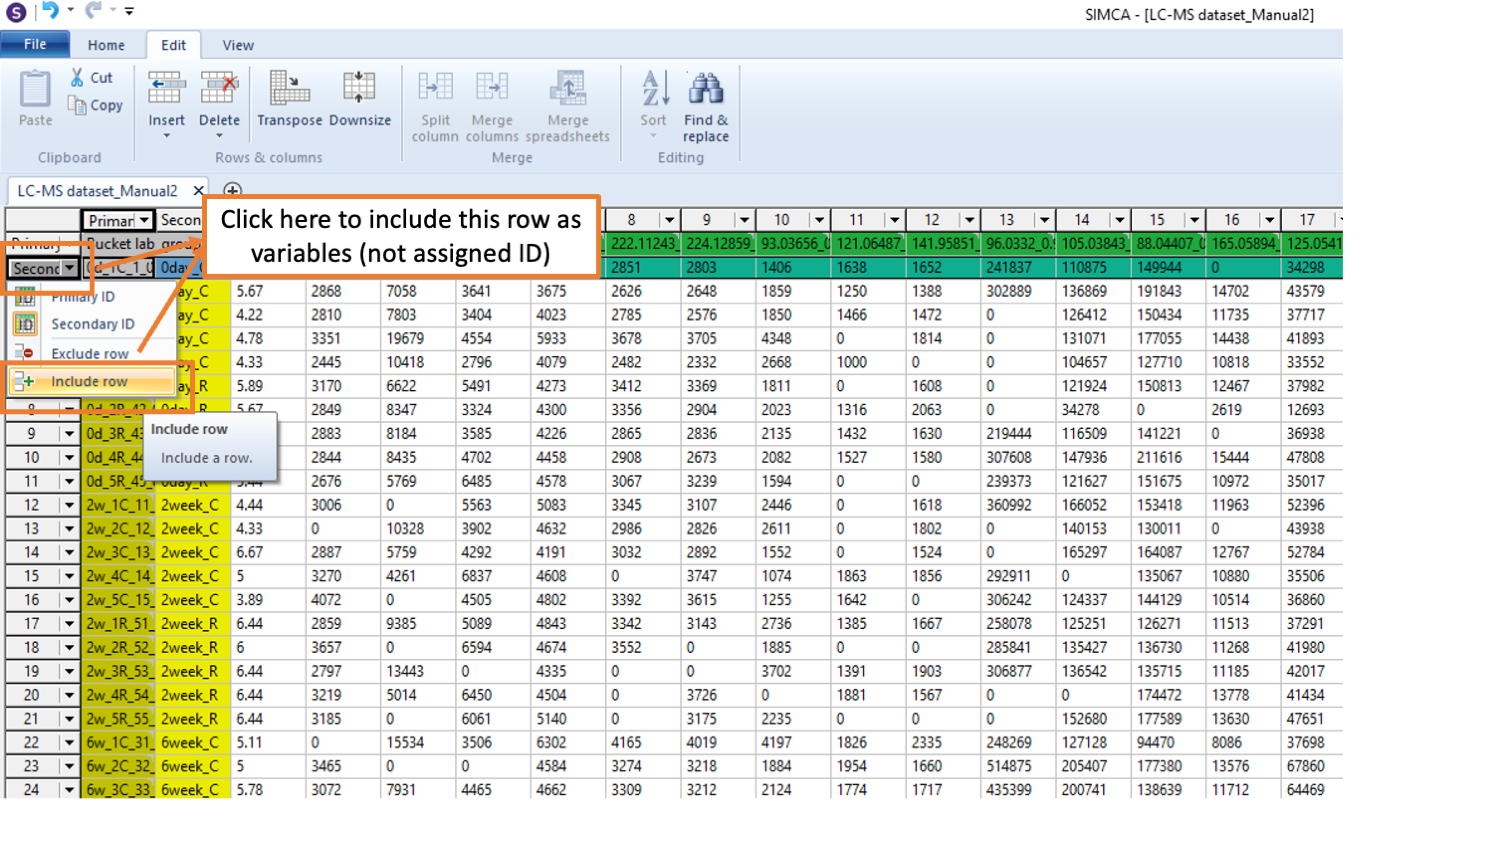 S
SIMCA - [LC-MS dataset_Manual2]
File Home Edit View
Paste Cut Copy
Insert Delete Transpose Downsize
Split column Merge columns Merge spreadsheets
Sort Find & replace
Clipboard Rows & columns Merge Editing
LC-MS dataset_Manual2
Click here to include this row as
variables (not assigned ID)
Primar Secon 8 9 10 11 12 13 14 15 16 17
Primary Bucket lab 222.11243_ 224.12859_ 93.03656_0 121.06487_ 141.95851_ 96.0332_0. 105.03843_ 88.04407_0 165.05894_ 125.0541
Second 0d_1C_1_0 0day_C 2851 2803 1406 1638 1652 241837 110875 149944 0 34298
Primary ID ay_C 5.67 2868 7058 3641 3675 2626 2648 1859 1250 1388 302889 136869 191843 14702 43579
Secondary ID ay_C 4.22 2810 7803 3404 4023 2785 2576 1850 1466 1472 0 126412 150434 11735 37717
ay_C 4.78 3351 19679 4554 5933 3678 3705 4348 0 1814 0 131071 177055 14438 41893
Exclude row ay_C 4.33 2445 10418 2796 4079 2482 2332 2668 1000 0 0 104657 127710 10818 33552
Include row ay_R 5.89 3170 6622 5491 4273 3412 3369 1811 0 1608 0 121924 150813 12467 37982
8 0d_2R_42 0day_R 5.67 2849 8347 3324 4300 3356 2904 2023 1316 2063 0 34278 0 2619 12693
9 0d_3R_43 2883 8184 3585 4226 2865 2836 2135 1432 1630 219444 116509 141221 0 36938
Include row
Include a row.
10 0d_4R_44 2844 8435 4702 4458 2908 2673 2082 1527 1580 307608 147936 211616 15444 47808
11 0d_5R_45_ 0day_R 5.44 2676 5769 6485 4578 3067 3239 1594 0 0 239373 121627 151675 10972 35017
12 2w_1C_11_ 2week_C 4.44 3006 0 5563 5083 3345 3107 2446 0 1618 360992 166052 153418 11963 52396
13 2w_2C_12_ 2week_C 4.33 0 10328 3902 4632 2986 2826 2611 0 1802 0 140153 130011 0 43938
14 2w_3C_13_ 2week_C 6.67 2887 5759 4292 4191 3032 2892 1552 0 1524 0 165297 164087 12767 52784
15 2w_4C_14_ 2week_C 5 3270 4261 6837 4608 0 3747 1074 1863 1856 292911 0 135067 10880 35506
16 2w_5C_15_ 2week_C 3.89 4072 0 4505 4802 3392 3615 1255 1642 0 306242 124337 144129 10514 36860
17 2w_1R_51_ 2week_R 6.44 2859 9385 5089 4843 3342 3143 2736 1385 1667 258078 125251 126271 11513 37291
18 2w_2R_52_ 2week_R 6 3657 0 6594 4674 3552 0 1885 0 0 285841 135427 136730 11268 41980
19 2w_3R_53_ 2week_R 6.44 2797 13443 0 4335 0 0 3702 1391 1903 306877 136542 135715 11185 42017
20 2w_4R_54_ 2week_R 6.44 3219 5014 6450 4504 0 3726 0 1881 1567 0 0 174472 13778 41434
21 2w_5R_55_ 2week_R 6.44 3185 0 6061 5140 0 3175 2235 0 0 0 152680 177589 13630 47651
22 6w_1C_31_ 6week_C 5.11 0 15534 3506 6302 4165 4019 4197 1826 2335 248269 127128 94470 8086 37698
23 6w_2C_32_ 6week_C 5 3465 0 0 4584 3274 3218 1884 1954 1660 514875 205407 177380 13576 67860
24 6w_3C_33_ 6week_C 5.78 3072 7931 4465 4662 3309 3212 2124 1774 1717 435399 200741 138639 11712 64469